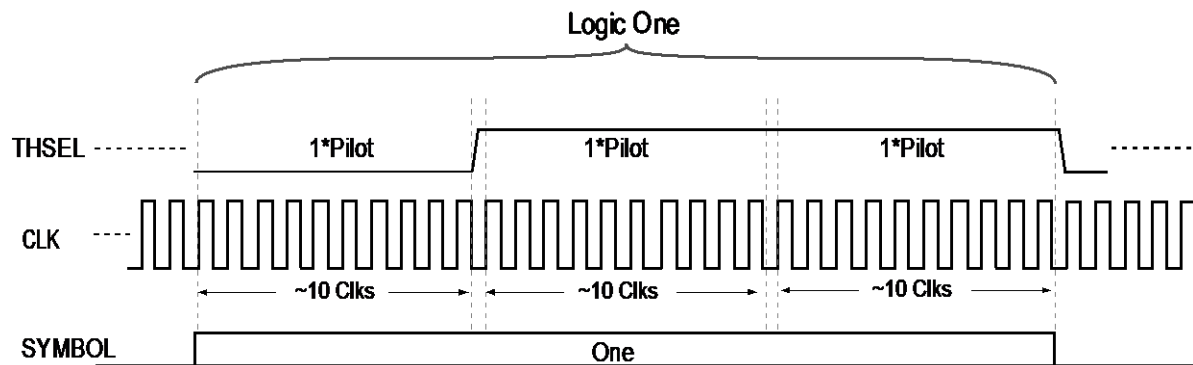 Logic One
THSEL 1*Pilot 1*Pilot 1*Pilot
CLK
~10 Clks ~10 Clks ~10 Clks
SYMBOL One